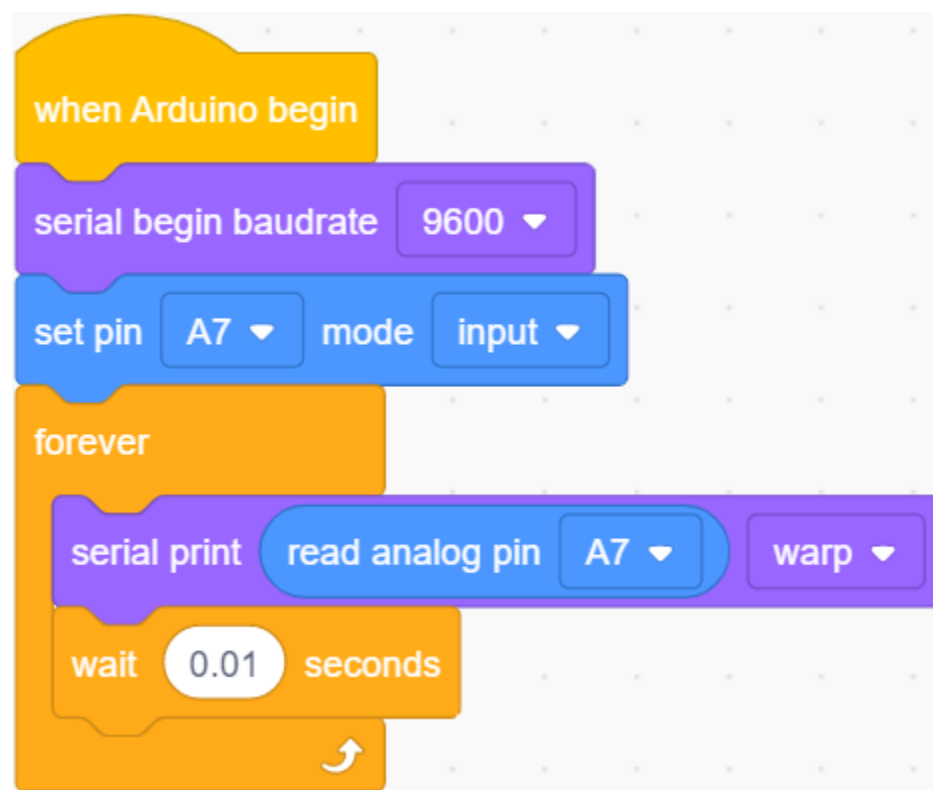 when Arduino begin
serial begin baudrate 9600
set pin A7 mode input
forever
serial print read analog pin A7 warp
wait 0.01 seconds